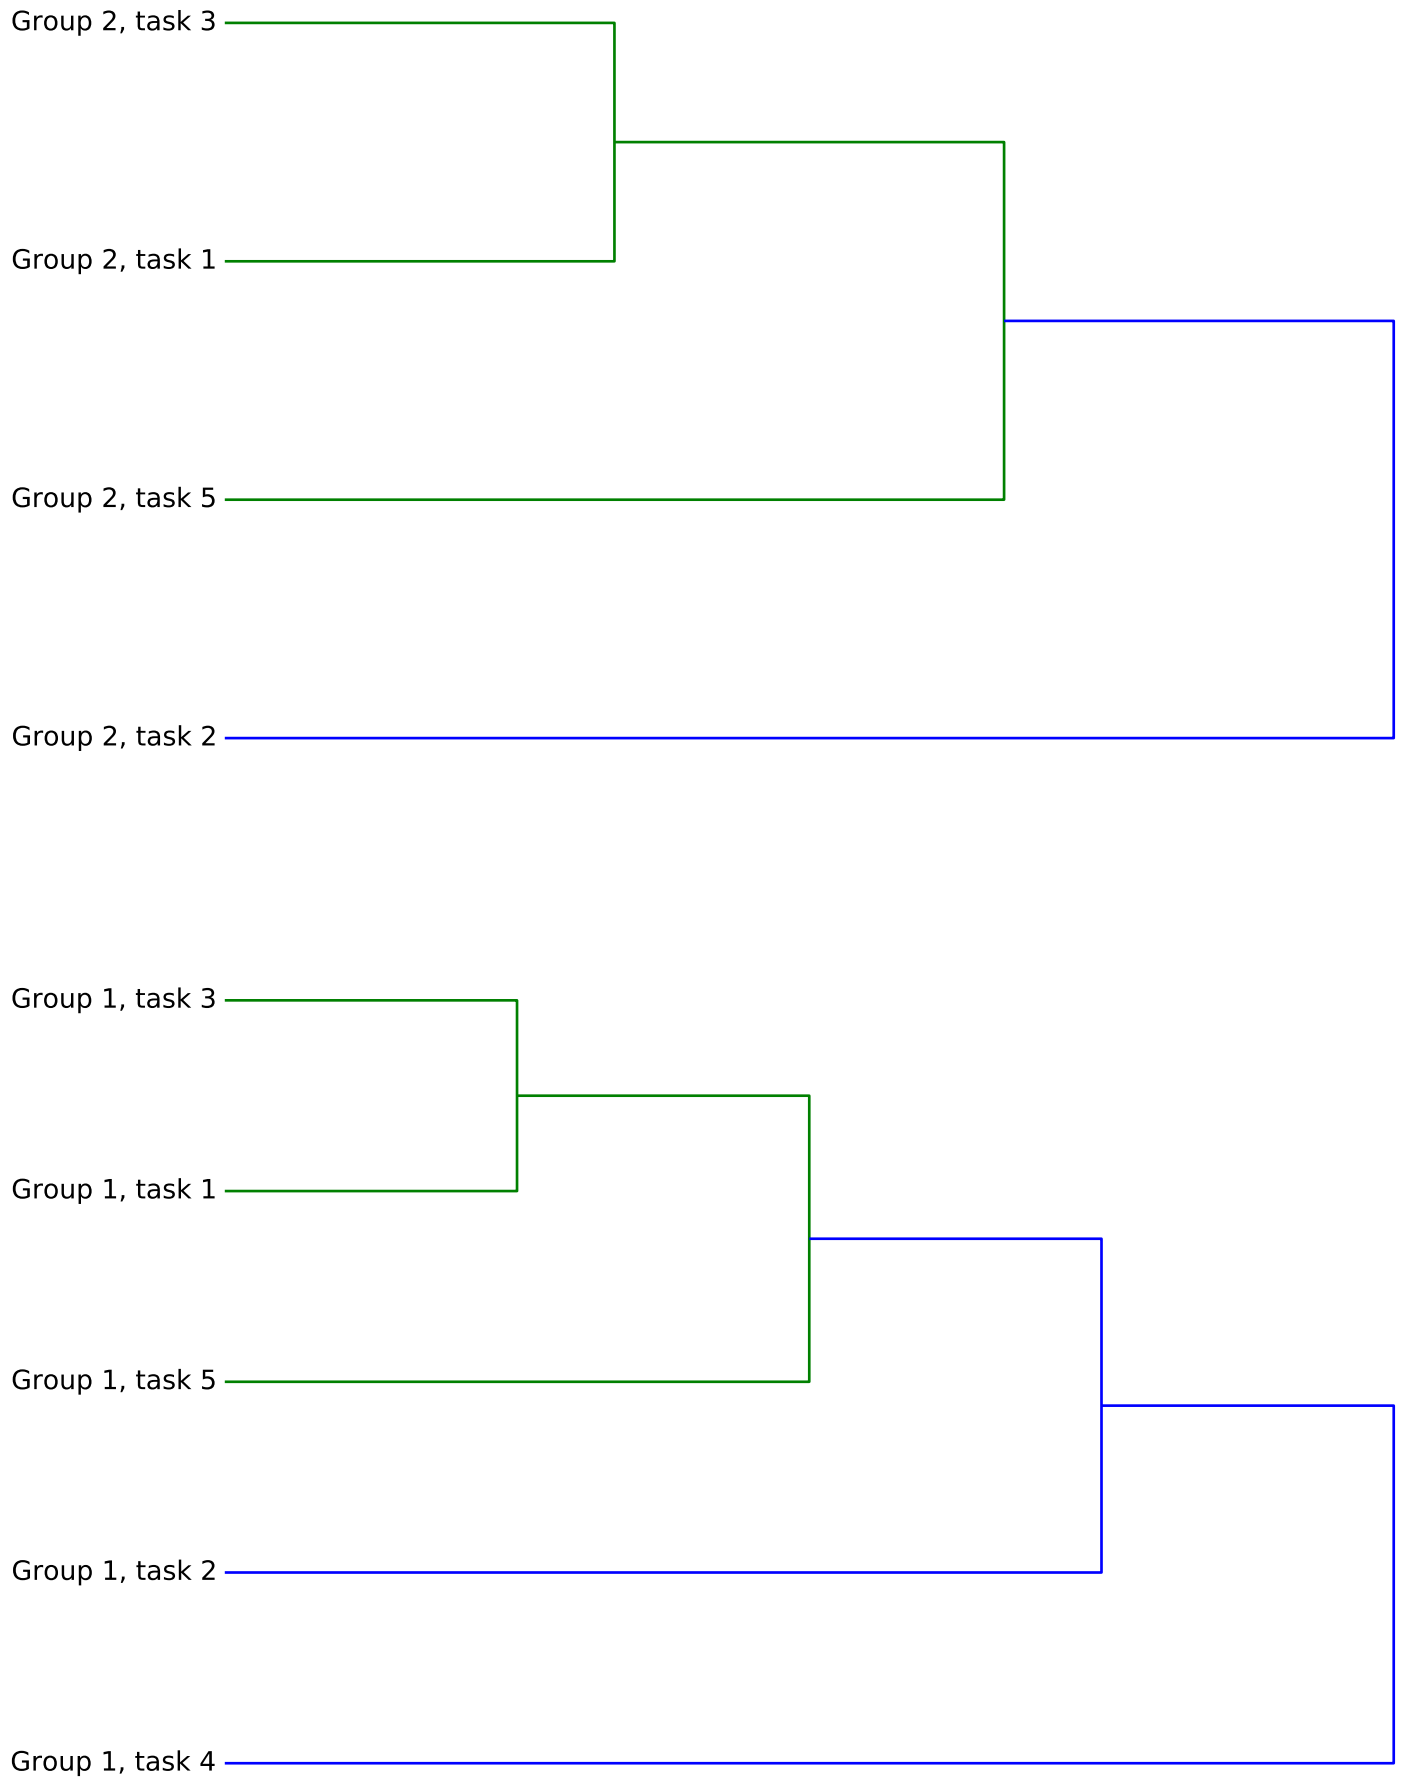 Group 2, task 3
Group 2, task 1
Group 2, task 5
Group 2, task 2
Group 1, task 3
Group 1, task 1
Group 1, task 5
Group 1, task 2
Group 1, task 4